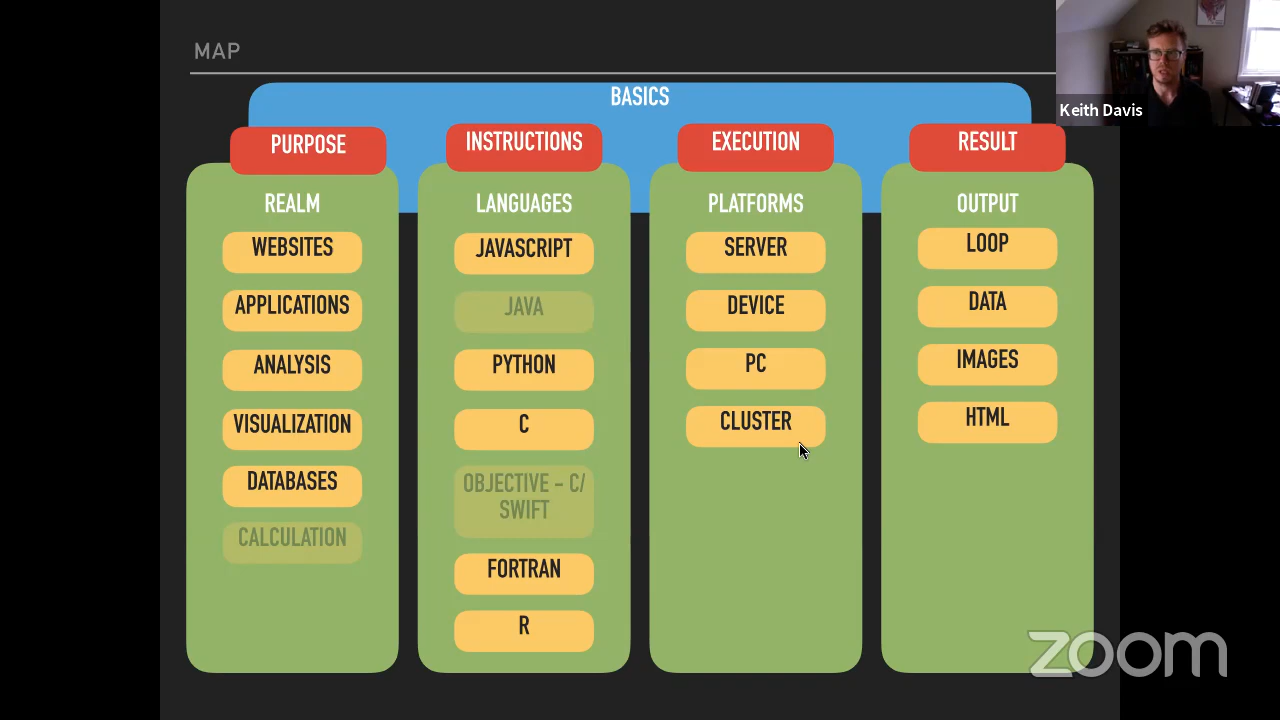 MAP
Keith Davis
BASICS
PURPOSE
INSTRUCTIONS
EXECUTION
RESULT
REALM
WEBSITES
APPLICATIONS
ANALYSIS
VISUALIZATION
DATABASES
CALCULATION
LANGUAGES
JAVASCRIPT
JAVA
PYTHON
C
OBJECTIVE - C/
SWIFT
FORTRAN
R
PLATFORMS
SERVER
DEVICE
PC
CLUSTER
OUTPUT
LOOP
DATA
IMAGES
HTML
zoom